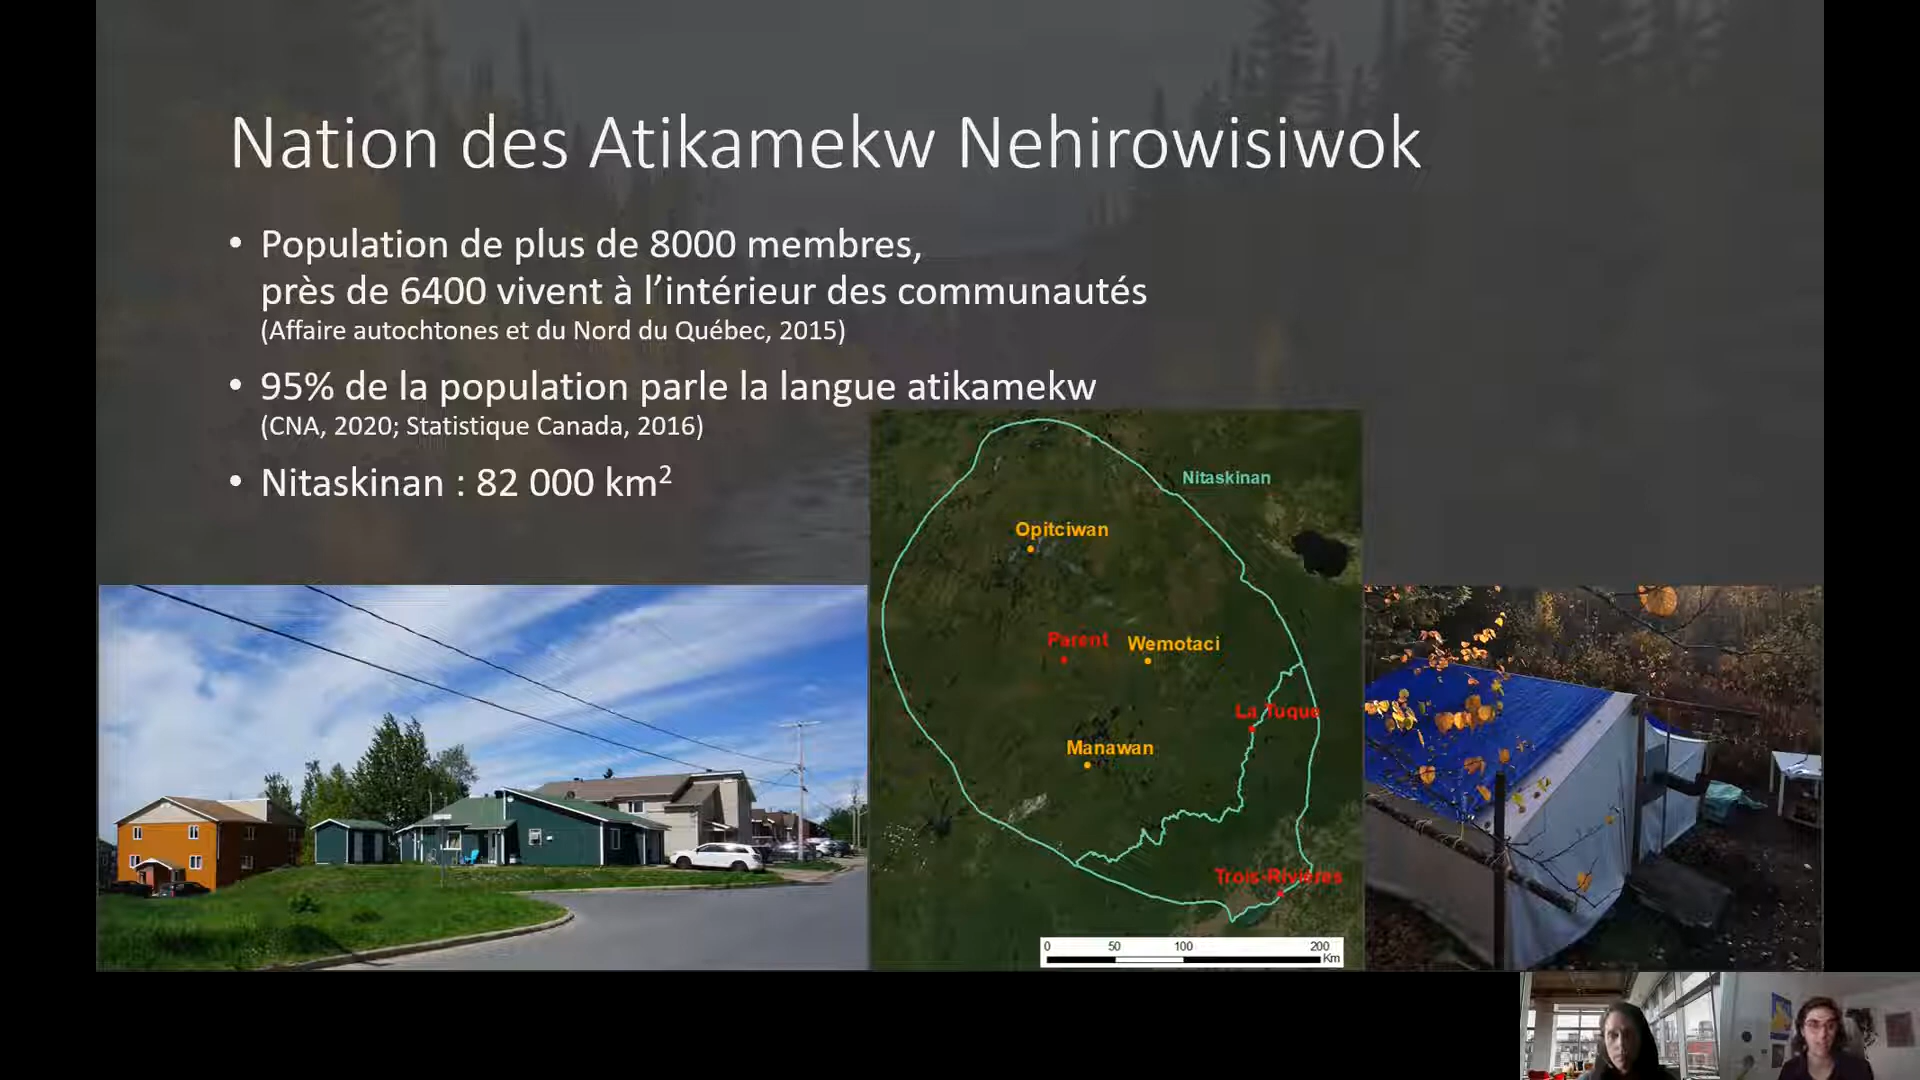 Nation des Atikamekw Nehirowisiwok
• Population de plus de 8000 membres,
près de 6400 vivent à l’intérieur des communautés
(Affaire autochtones et du Nord du Québec, 2015)
• 95% de la population parle la langue atikamekw
(CNA, 2020; Statistique Canada, 2016)
• Nitaskinan : 82 000 km²
Nitaskinan
Opitciwan
Parent
Wemotaci
La Tuque
Manawan
Trois-Rivières
0 50 100 200
Km